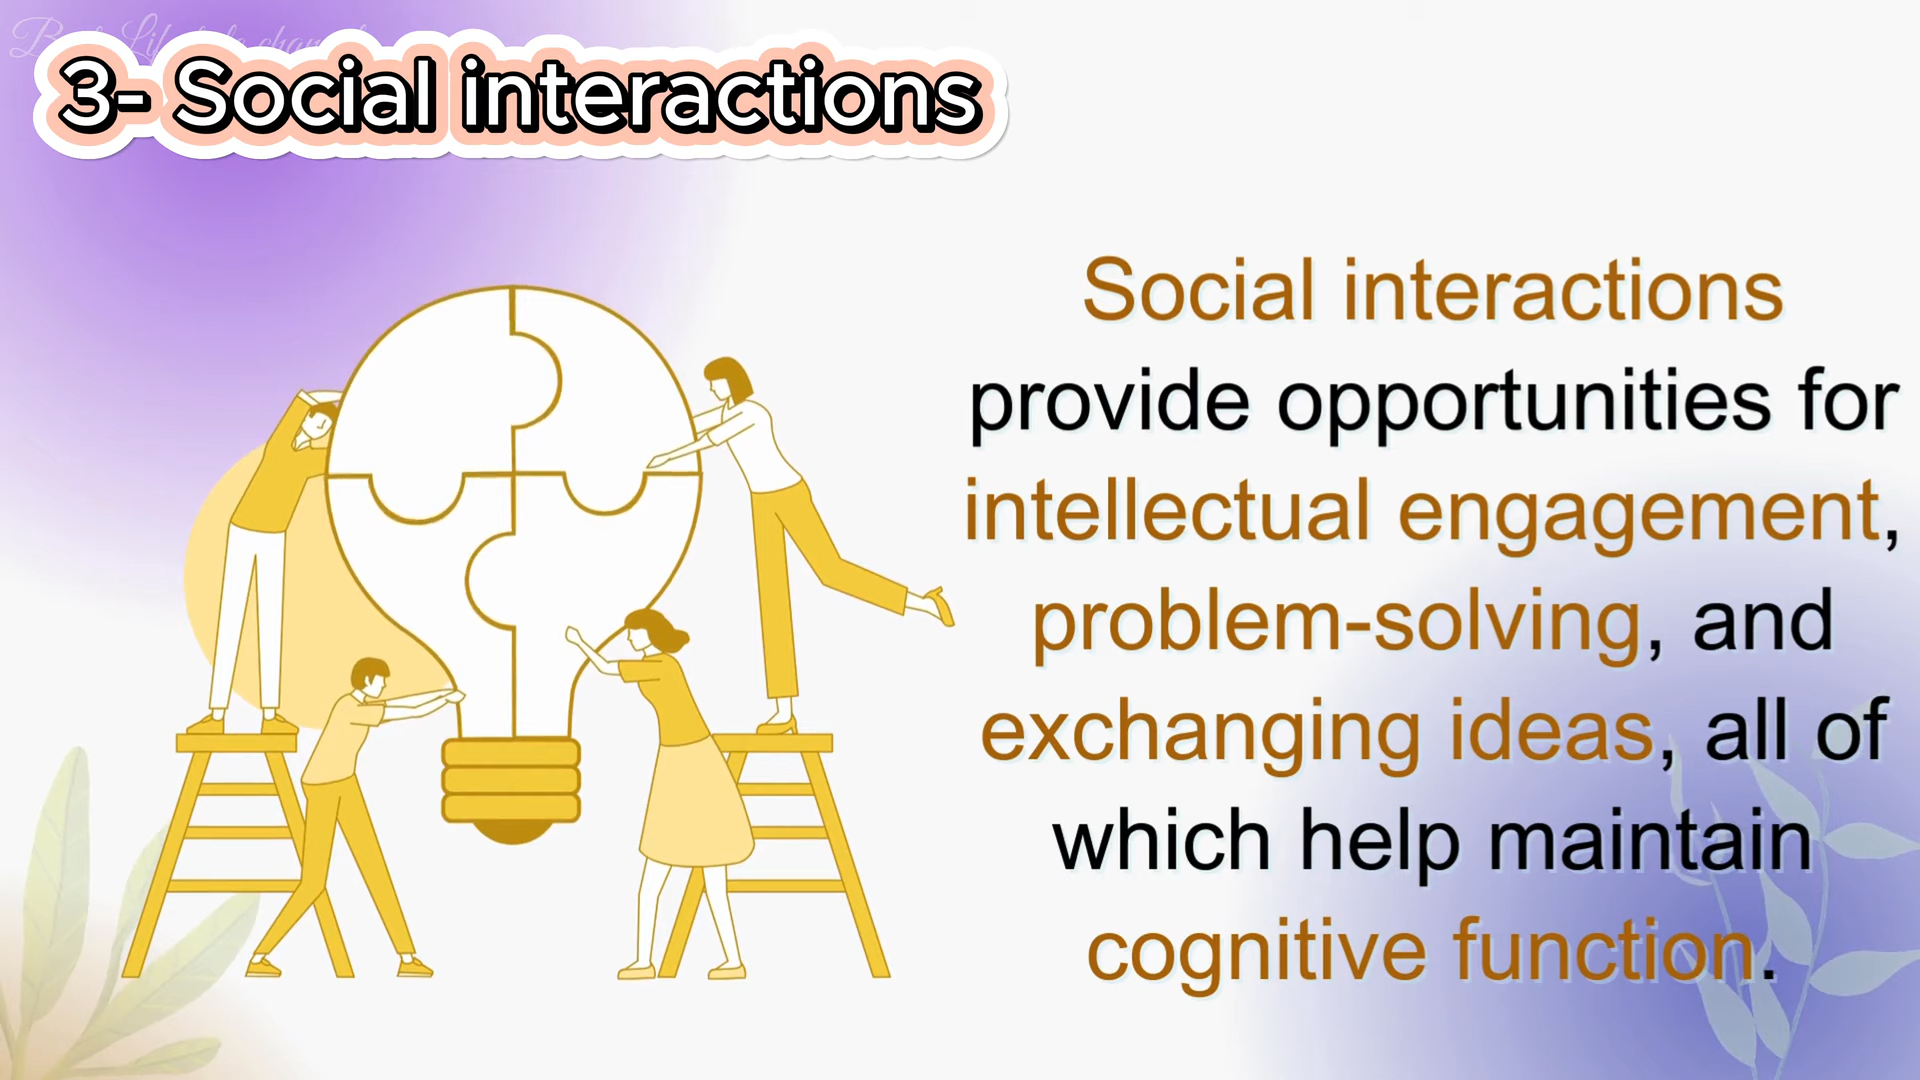 3- Social interactions
Social interactions
provide opportunities for
intellectual engagement,
problem-solving, and
exchanging ideas, all of
which help maintain
cognitive function.